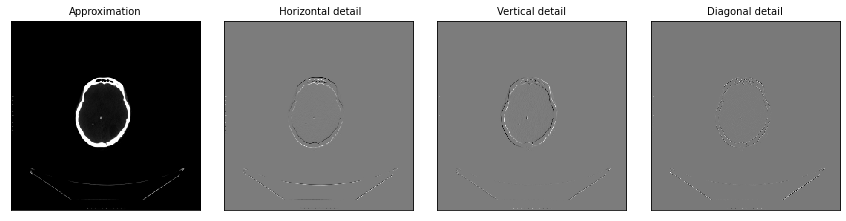 Approximation
Horizontal detail
Vertical detail
Diagonal detail